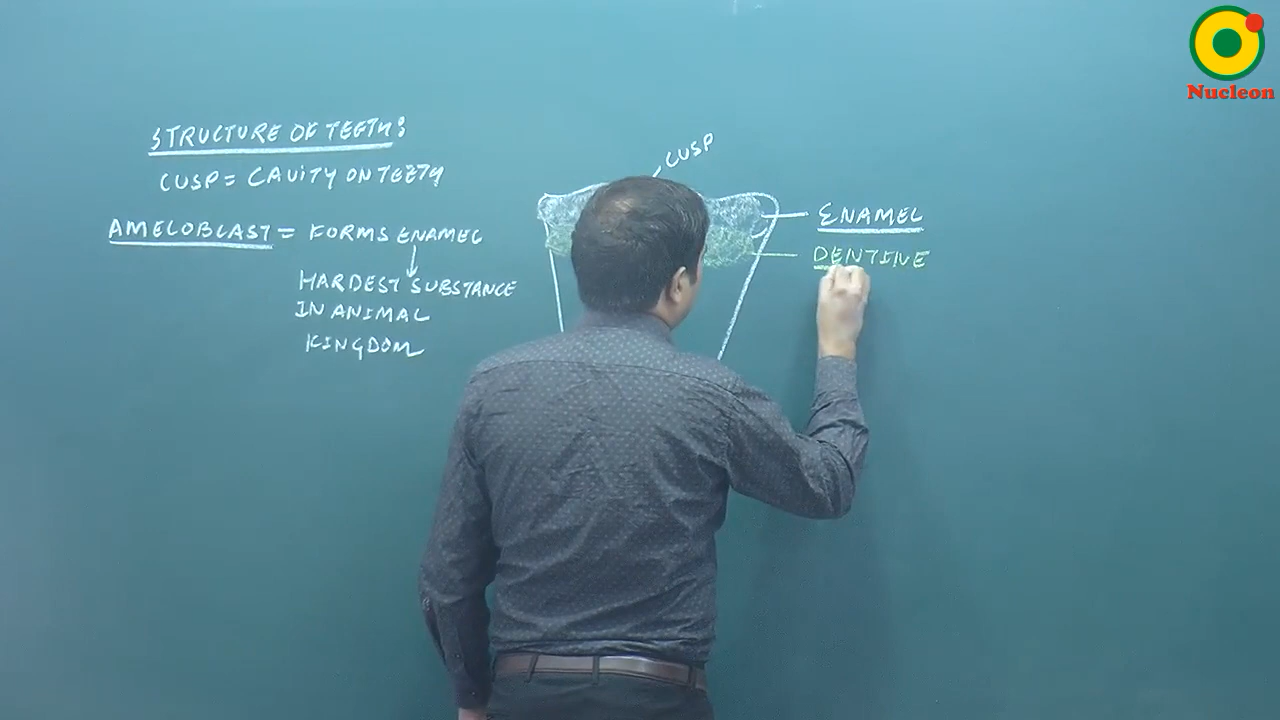 STRUCTURE OF TEETH:
CUSP = CAVITY ON TEETH
AMELOBLAST = FORMS ENAMEL
HARDEST SUBSTANCE
IN ANIMAL
KINGDOM
CUSP
ENAMEL
DENTINE
Nucleon